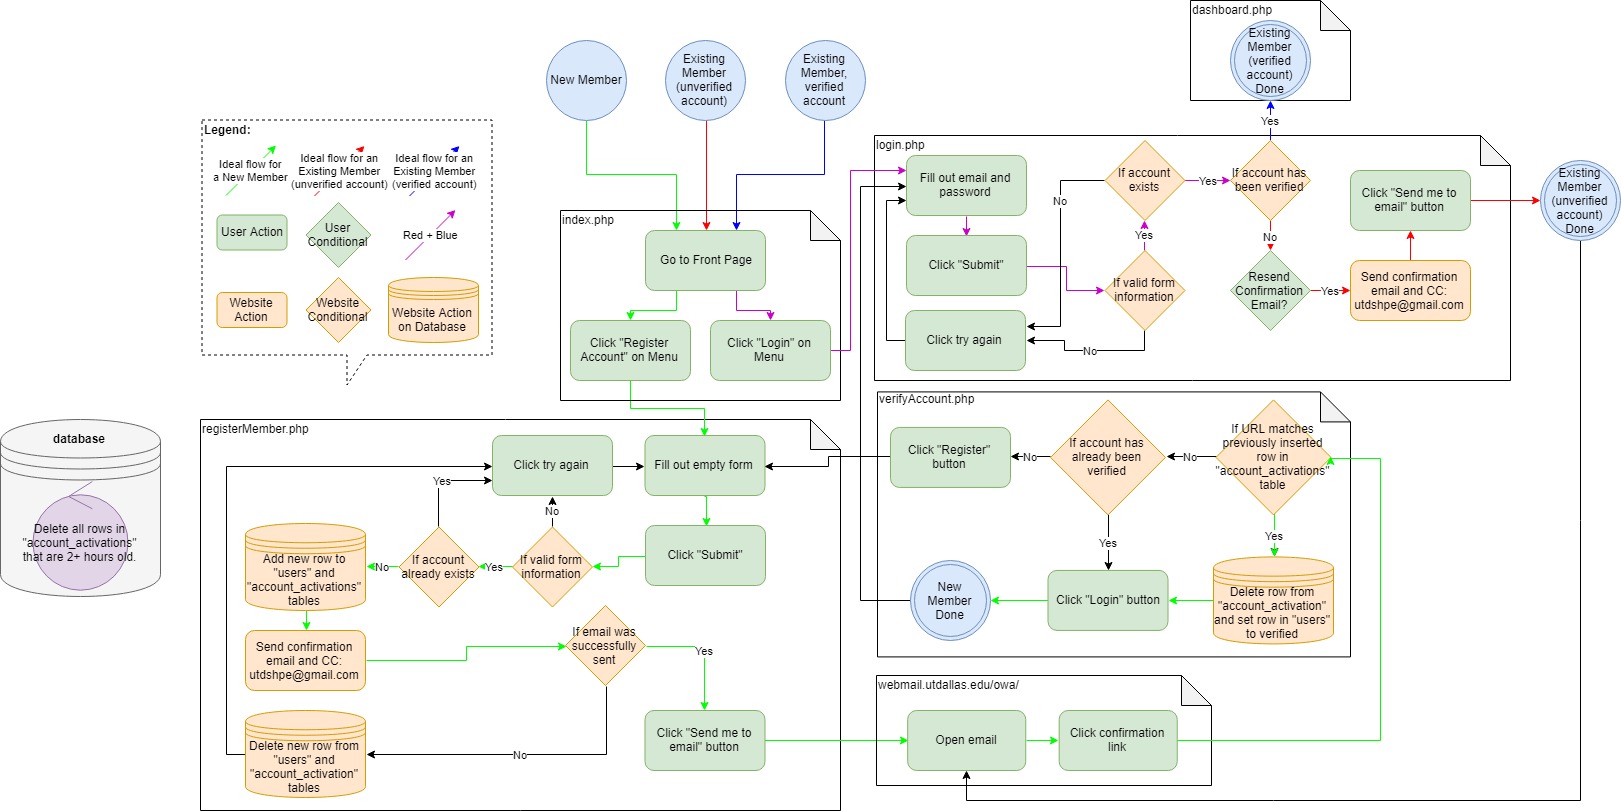 dashboard.php
Existing
Member
(verified
account)
Done
Yes
New Member
Existing
Member
(unverified
account)
Existing
Member,
verified
account
Legend:
Ideal flow for
a New Member
Ideal flow for an
Existing Member
(unverified account)
Ideal flow for an
Existing Member
(verified account)
User Action
User
Conditional
Red + Blue
Website
Action
Website
Conditional
Website Action
on Database
index.php
Go to Front Page
Click "Register
Account" on Menu
Click "Login" on
Menu
login.php
Fill out email and
password
Click "Submit"
Click try again
If account
exists
Yes
If account has
been verified
No
Yes
If valid form
information
No
No
Resend
Confirmation
Email?
Yes
Click "Send me to
email" button
Send confirmation
email and CC:
utdshpe@gmail.com
Existing
Member
(unverified
account)
Done
database
Delete all rows in
"account_activations"
that are 2+ hours old.
registerMember.php
Click try again
Fill out empty form
Yes
No
Click "Submit"
Add new row to
"users" and
"account_activations"
tables
No
If account
already exists
Yes
If valid form
information
Send confirmation
email and CC:
utdshpe@gmail.com
If email was
successfully
sent
Yes
Delete new row from
"users" and
"account_activation"
tables
No
Click "Send me to
email" button
verifyAccount.php
Click "Register"
button
No
If account has
already been
verified
No
If URL matches
previously inserted
row in
"account_activations"
table
Yes
Yes
New
Member
Done
Click "Login" button
Delete row from
"account_activation"
and set row in "users"
to verified
webmail.utdallas.edu/owa/
Open email
Click confirmation
link